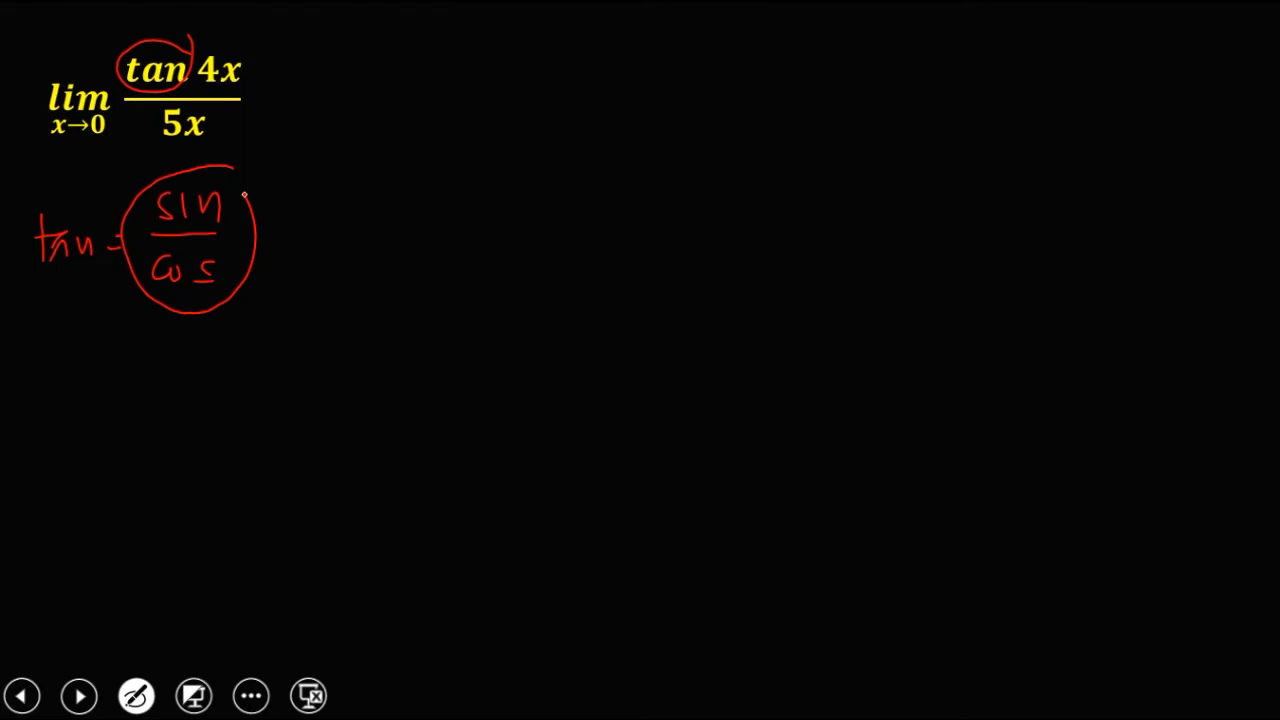 lim x→0 tan 4x / 5x
tan = sin / cos